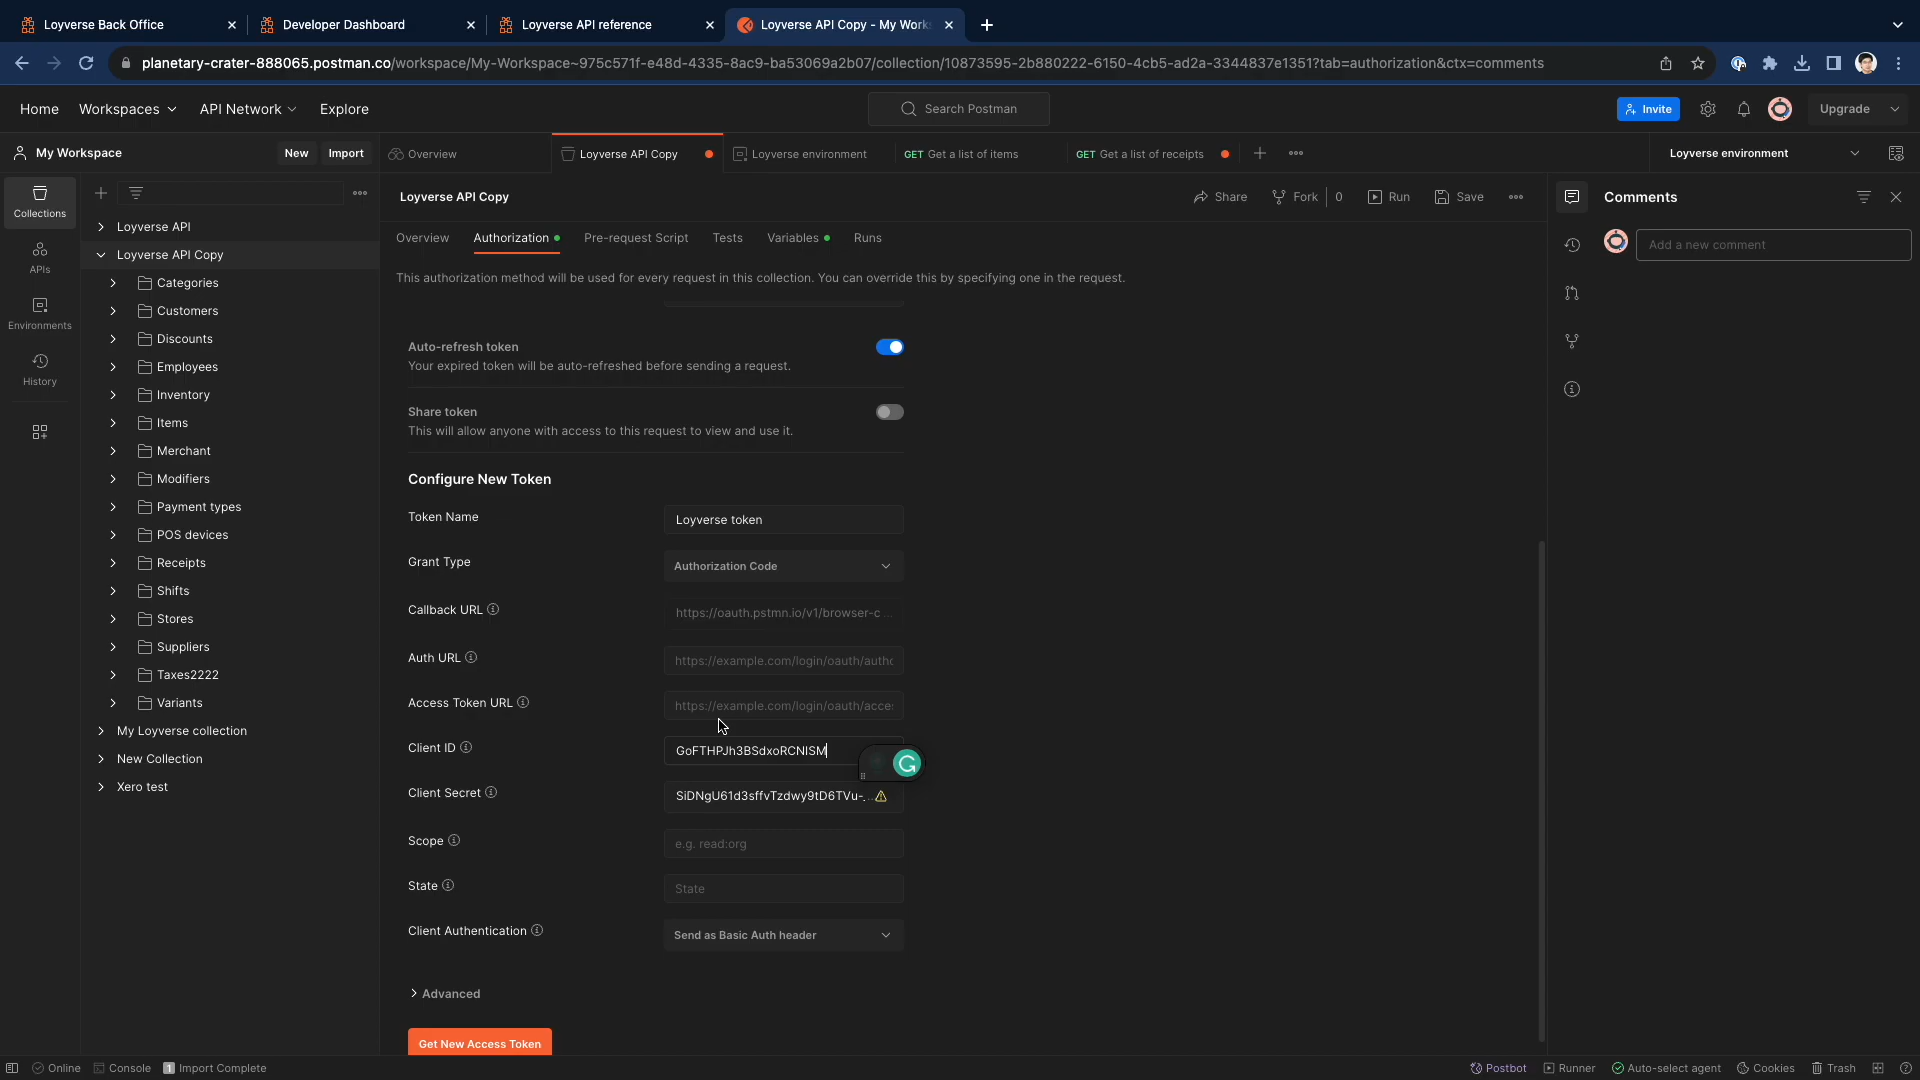 Loyverse Back Office
Developer Dashboard
Loyverse API reference
Loyverse API Copy - My Work
planetary-crater-888065.postman.co/workspace/My-Workspace~975c571f-e48d-4335-8ac9-ba53069a2b07/collection/10873595-2b880222-6150-4cb5-ad2a-3344837e1351?tab=authorization&ctx=comments
Home
Workspaces
API Network
Explore
Search Postman
Invite
Upgrade
My Workspace
New
Import
Overview
Loyverse API Copy
Loyverse environment
GET Get a list of items
GET Get a list of receipts
Loyverse environment
Collections
APIs
Environments
History
Loyverse API
Loyverse API Copy
Categories
Customers
Discounts
Employees
Inventory
Items
Merchant
Modifiers
Payment types
POS devices
Receipts
Shifts
Stores
Suppliers
Taxes2222
Variants
My Loyverse collection
New Collection
Xero test
Loyverse API Copy
Share
Fork
0
Run
Save
Overview
Authorization
Pre-request Script
Tests
Variables
Runs
This authorization method will be used for every request in this collection. You can override this by specifying one in the request.
Auto-refresh token
Your expired token will be auto-refreshed before sending a request.
Share token
This will allow anyone with access to this request to view and use it.
Configure New Token
Token Name
Loyverse token
Grant Type
Authorization Code
Callback URL
https://oauth.pstmn.io/v1/browser-c...
Auth URL
https://example.com/login/oauth/autho
Access Token URL
https://example.com/login/oauth/acces
Client ID
GoFTHPJh3BSdxoRCNISM
Client Secret
SiDNgU61d3sffvTzdwy9tD6TVu-_...
Scope
e.g. read:org
State
State
Client Authentication
Send as Basic Auth header
Advanced
Get New Access Token
Comments
Add a new comment
Online
Console
1 Import Complete
Postbot
Runner
Auto-select agent
Cookies
Trash